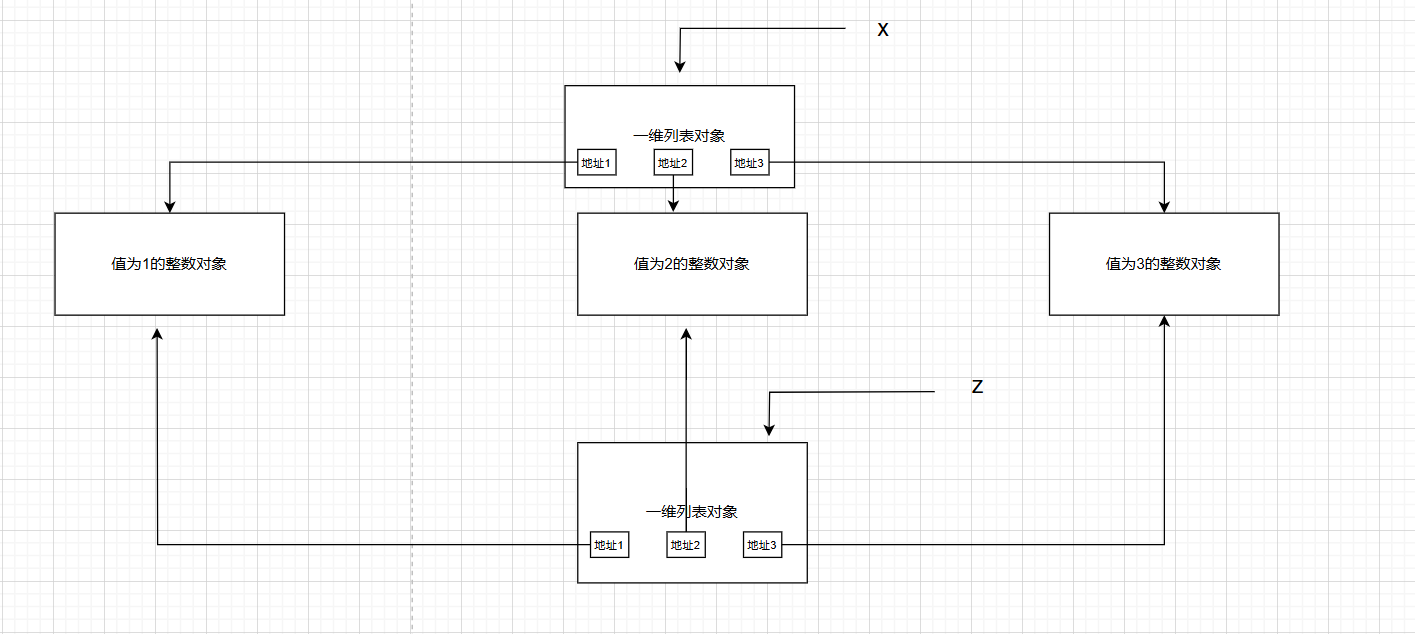 X
一维列表对象
地址1 地址2 地址3
值为1的整数对象 值为2的整数对象 值为3的整数对象
Z
一维列表对象
地址1 地址2 地址3